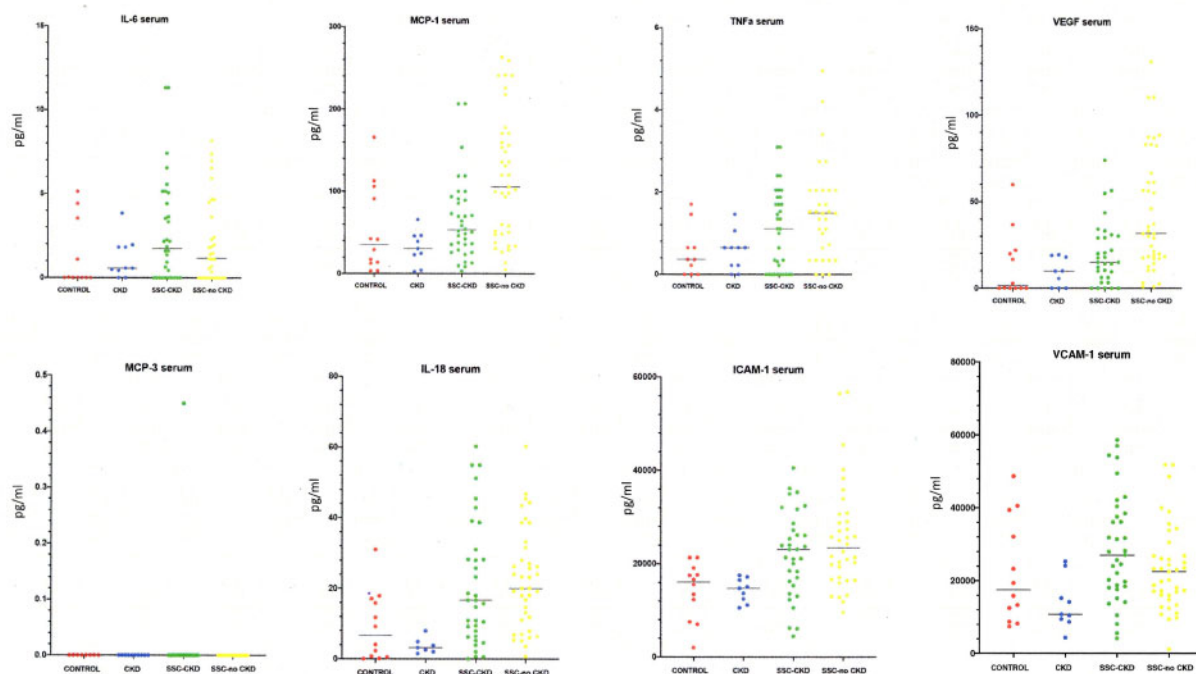 IL-6 serum
pg/ml
15
10
5
0
CONTROL CKD SSC-CKD SSC-no CKD
MCP-1 serum
pg/ml
300
200
100
0
CONTROL CKD SSC-CKD SSC-no CKD
TNFa serum
pg/ml
6
4
2
0
CONTROL CKD SSC-CKD SSC-no CKD
VEGF serum
pg/ml
150
100
50
0
CONTROL CKD SSC-CKD SSC-no CKD
MCP-3 serum
pg/ml
0.5
0.4
0.3
0.2
0.1
0.0
CONTROL CKD SSC-CKD SSC-no CKD
IL-18 serum
pg/ml
80
60
40
20
0
CONTROL CKD SSC-CKD SSC-no CKD
ICAM-1 serum
pg/ml
60000
40000
20000
0
CONTROL CKD SSC-CKD SSC-no CKD
VCAM-1 serum
pg/ml
80000
60000
40000
20000
0
CONTROL CKD SSC-CKD SSC-no CKD